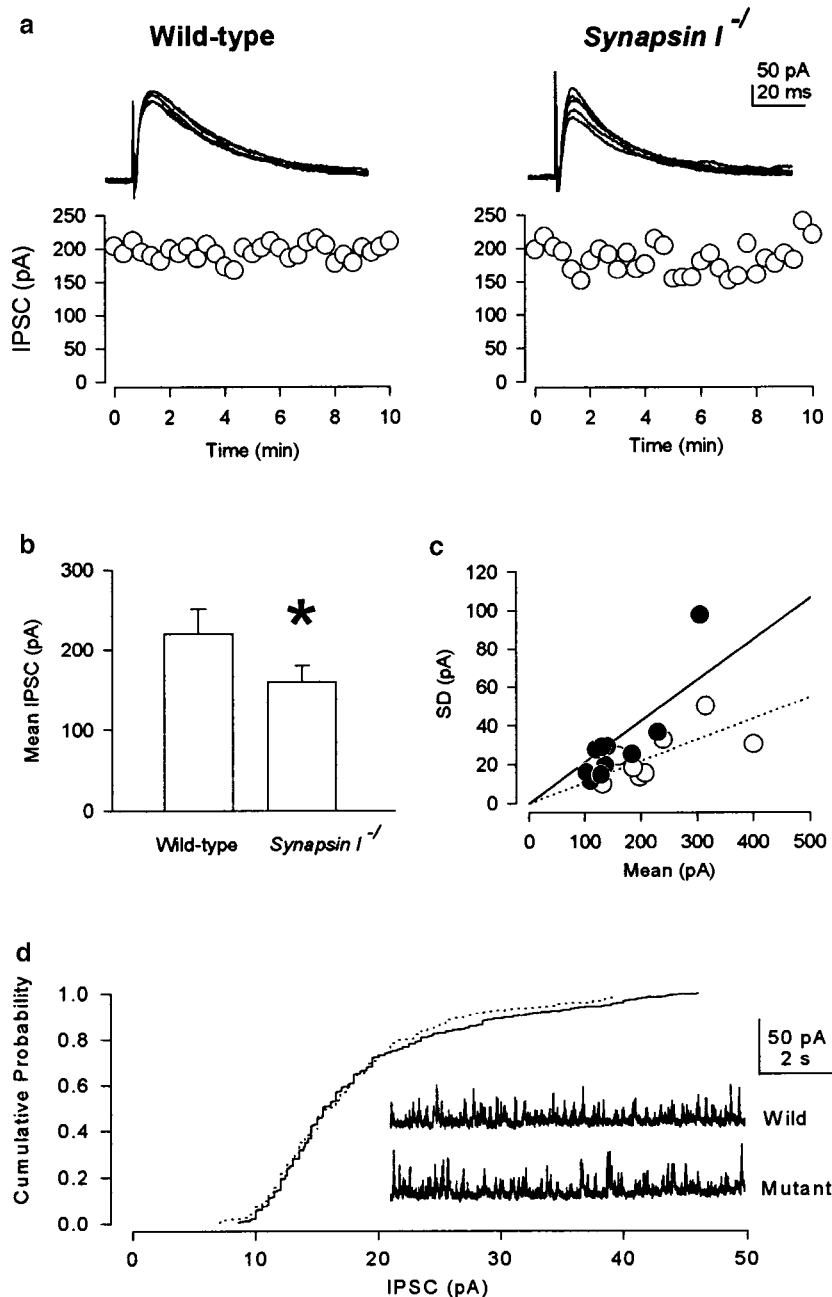 a
Wild-type
Synapsin I -/
50 pA
20 ms
IPSC (pA)
250
200
150
100
50
0
0 2 4 6 8 10
Time (min)
250
200
150
100
50
0
0 2 4 6 8 10
Time (min)
b
Mean IPSC (pA)
300
200
100
0
*
Wild-type
Synapsin I -/
c
SD (pA)
120
100
80
60
40
20
0
0 100 200 300 400 500
Mean (pA)
d
Cumulative Probability
1.0
0.8
0.6
0.4
0.2
0.0
50 pA
2 s
Wild
Mutant
0 10 20 30 40 50
IPSC (pA)